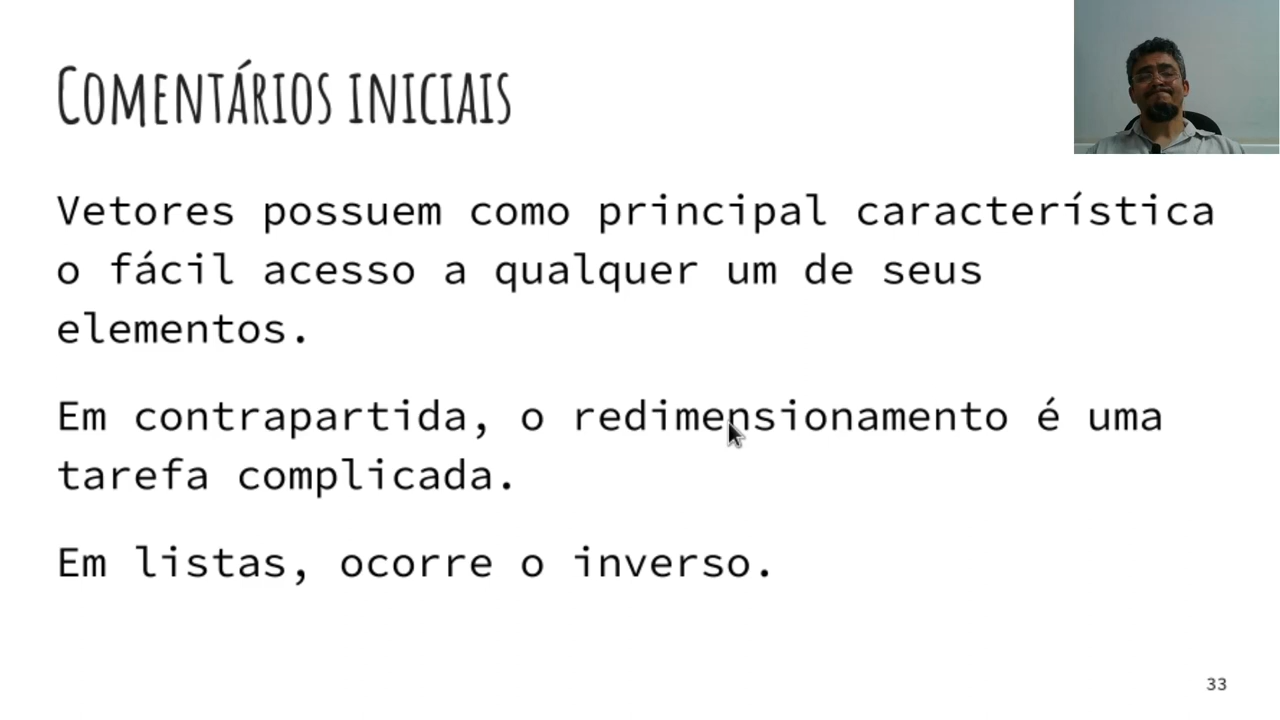 Comentários iniciais
Vetores possuem como principal característica
o fácil acesso a qualquer um de seus
elementos.
Em contrapartida, o redimensionamento é uma
tarefa complicada.
Em listas, ocorre o inverso.
33